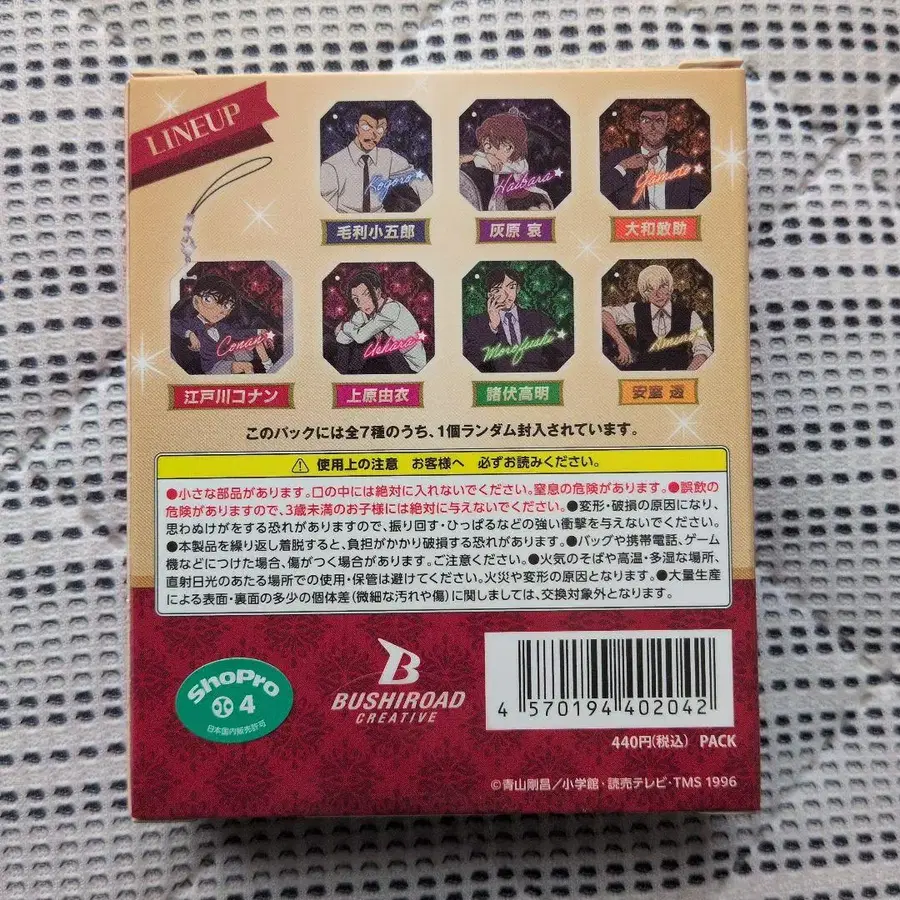 LINEUP
Kogoro
Haibara
Yamato
毛利小五郎
灰原 哀
大和敢助
Conan
Uehara
Morofushi
Amuro
江戸川コナン
上原由衣
諸伏高明
安室 透
このパックには全7種のうち、1個ランダム封入されています。
⚠ 使用上の注意 お客様へ 必ずお読みください。
●小さな部品があります。口の中には絶対に入れないでください。窒息の危険があります。●誤飲の
危険がありますので、3歳未満のお子様には絶対に与えないでください。●変形・破損の原因になり、
思わぬけがをする恐れがありますので、振り回す・ひっぱるなどの強い衝撃を与えないでください。
●本製品を繰り返し着脱すると、負担がかかり破損する恐れがあります。●バッグや携帯電話、ゲーム
機などにつけた場合、傷がつく場合があります。ご注意ください。●火気のそばや高温・多湿な場所、
直射日光のあたる場所での使用・保管は避けてください。火災や変形の原因となります。●大量生産
による表面・裏面の多少の個体差(微細な汚れや傷)に関しましては、交換対象外となります。
ShoPro
4
日本国内販売許可
B
BUSHIROAD
CREATIVE
4 570194 402042
440円(税込) PACK
©青山剛昌/小学館・読売テレビ・TMS 1996